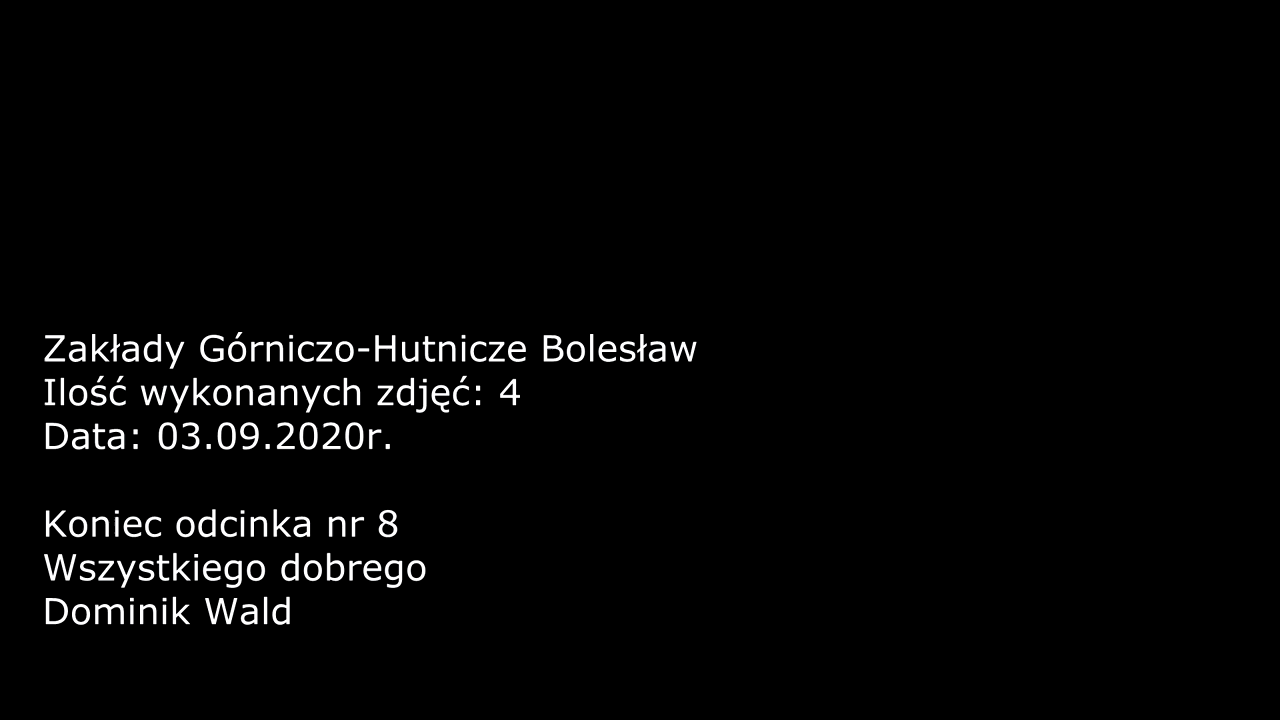 Zakłady Górniczo-Hutnicze Bolesław
Ilość wykonanych zdjęć: 4
Data: 03.09.2020r.
Koniec odcinka nr 8
Wszystkiego dobrego
Dominik Wald